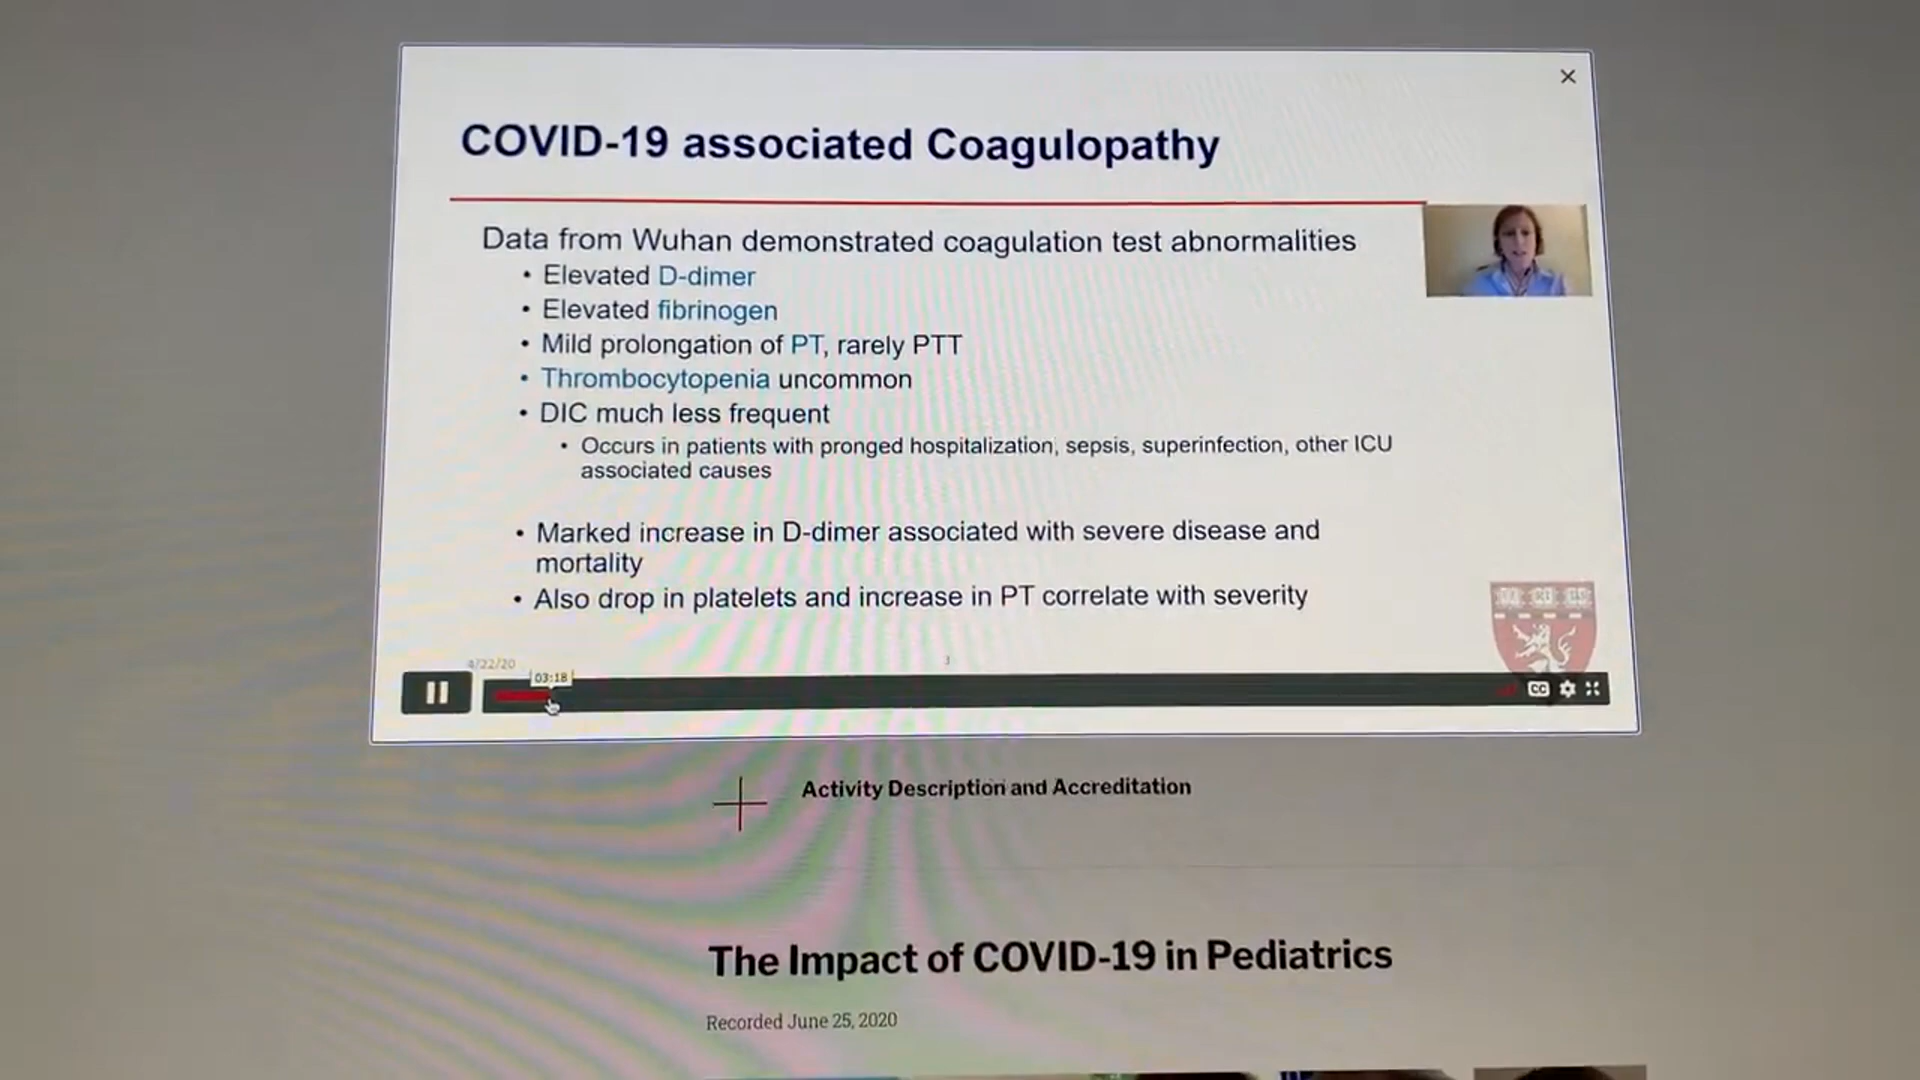 COVID-19 associated Coagulopathy
Data from Wuhan demonstrated coagulation test abnormalities
• Elevated D-dimer
• Elevated fibrinogen
• Mild prolongation of PT, rarely PTT
• Thrombocytopenia uncommon
• DIC much less frequent
• Occurs in patients with pronged hospitalization, sepsis, superinfection, other ICU
associated causes
• Marked increase in D-dimer associated with severe disease and
mortality
• Also drop in platelets and increase in PT correlate with severity
4/22/20
3
03:18
CC
Activity Description and Accreditation
The Impact of COVID-19 in Pediatrics
Recorded June 25, 2020